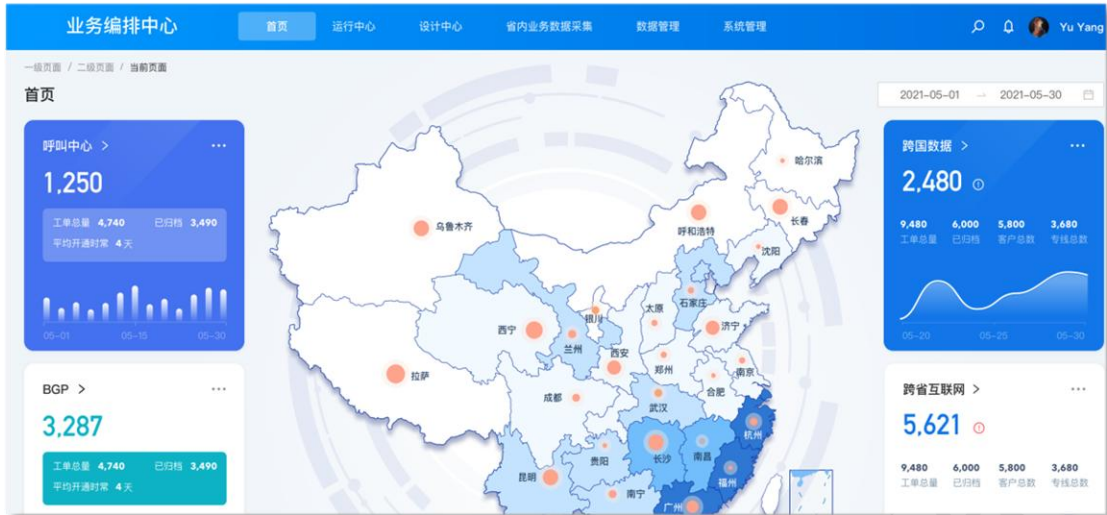 业务编排中心 首页 运行中心 设计中心 省内业务数据采集 数据管理 系统管理 Yu Yang
一级页面 / 二级页面 / 当前页面
首页
2021-05-01 → 2021-05-30
呼叫中心 > ...
1,250
工单总量 4,740 已归档 3,490
平均开通时常 4天
05-01 05-15 05-30
BGP > ...
3,287
工单总量 4,740 已归档 3,490
平均开通时常 4天
哈尔滨
长春
乌鲁木齐
呼和浩特
沈阳
石家庄
太原
银川
济宁
西宁
兰州
西安
郑州
南京
拉萨
成都
合肥
武汉
杭州
贵阳
长沙
南昌
昆明
福州
南宁
广州
跨国数据 > ...
2,480
9,480 6,000 5,800 3,680
工单总量 已归档 客户总数 专线总数
05-20 05-25 05-30
跨省互联网 > ...
5,621
9,480 6,000 5,800 3,680
工单总量 已归档 客户总数 专线总数